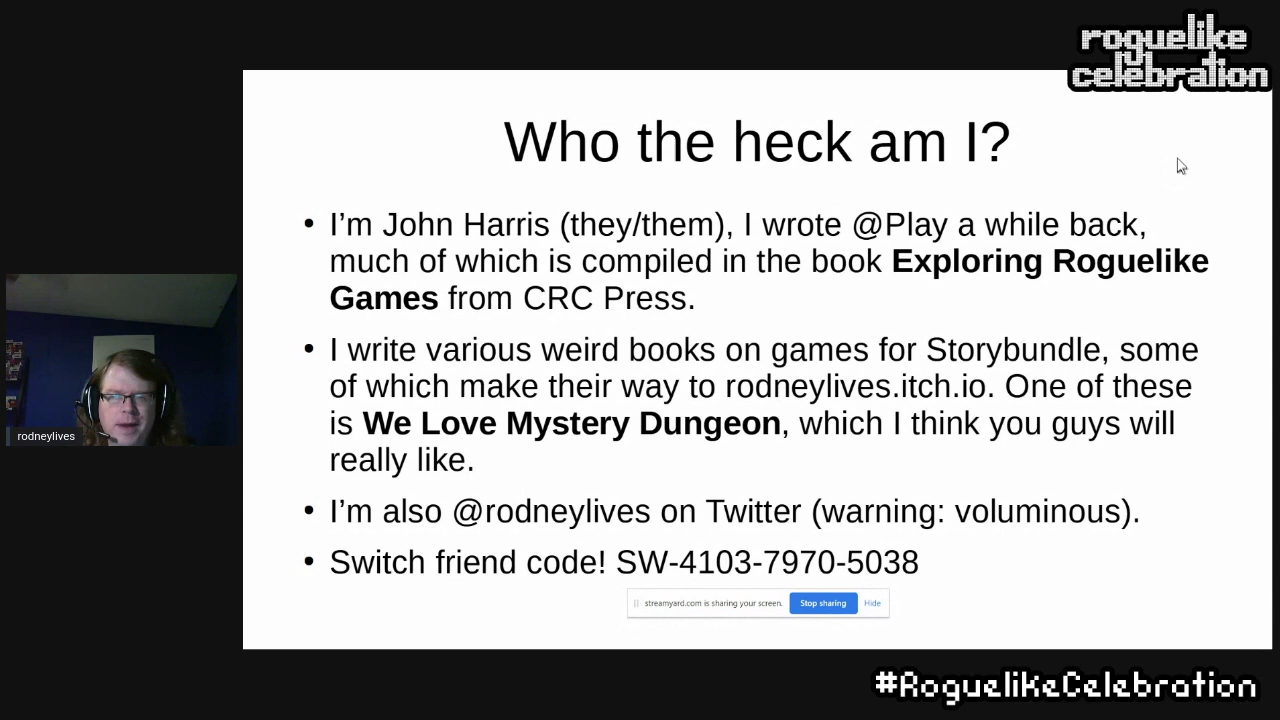 roguelike
celebration
Who the heck am I?
• I’m John Harris (they/them), I wrote @Play a while back,
much of which is compiled in the book Exploring Roguelike
Games from CRC Press.
• I write various weird books on games for Storybundle, some
of which make their way to rodneylives.itch.io. One of these
is We Love Mystery Dungeon, which I think you guys will
really like.
• I’m also @rodneylives on Twitter (warning: voluminous).
• Switch friend code! SW-4103-7970-5038
streamyard.com is sharing your screen. Stop sharing Hide
rodneylives
#RoguelikeCelebration